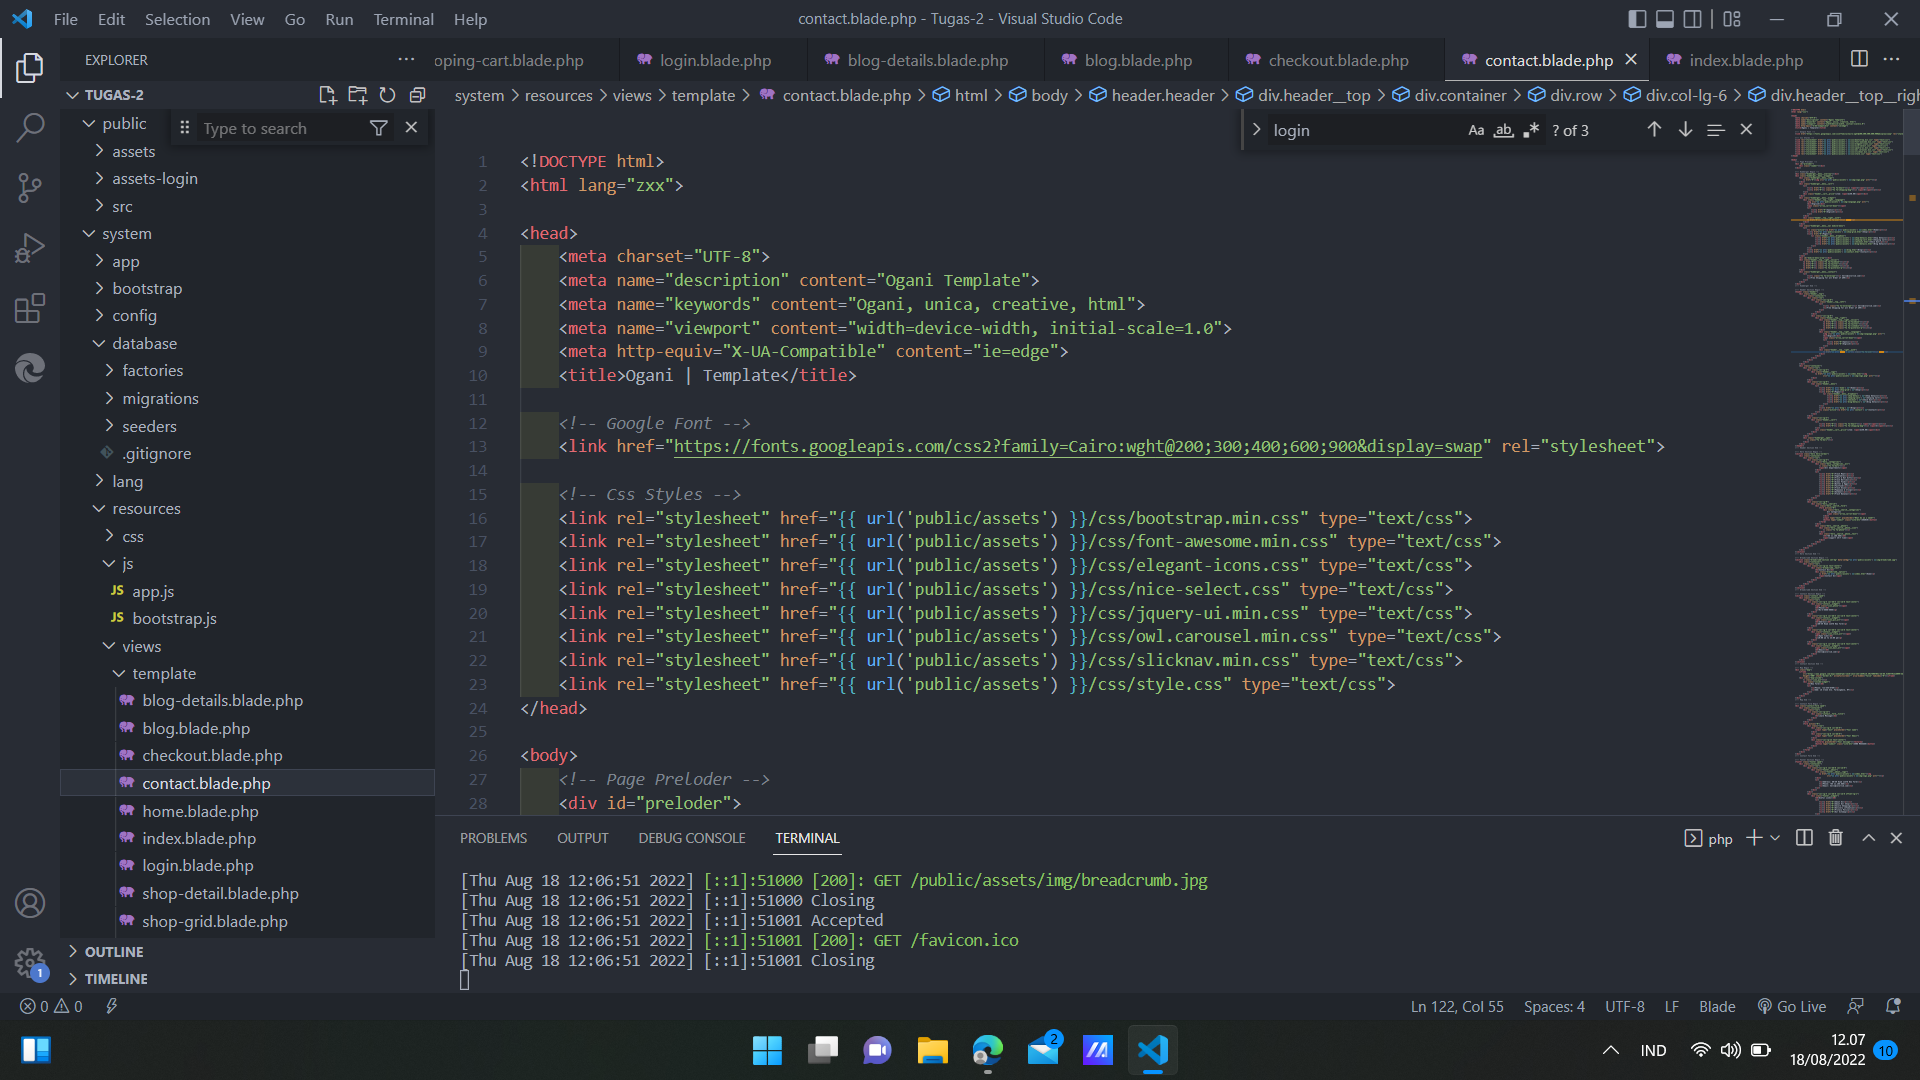 File Edit Selection View Go Run Terminal Help
contact.blade.php - Tugas-2 - Visual Studio Code
EXPLORER
oping-cart.blade.php login.blade.php blog-details.blade.php blog.blade.php checkout.blade.php contact.blade.php index.blade.php
TUGAS-2
system > resources > views > template > contact.blade.php > html > body > header.header > div.header__top > div.container > div.row > div.col-lg-6 > div.header__top__righ
Type to search
login
Aa ab .* ? of 3
public
assets
assets-login
src
system
app
bootstrap
config
database
factories
migrations
seeders
.gitignore
lang
resources
css
js
JS app.js
JS bootstrap.js
views
template
blog-details.blade.php
blog.blade.php
checkout.blade.php
contact.blade.php
home.blade.php
index.blade.php
login.blade.php
shop-detail.blade.php
shop-grid.blade.php
OUTLINE
TIMELINE
1 <!DOCTYPE html>
2 <html lang="zxx">
3
4 <head>
5 <meta charset="UTF-8">
6 <meta name="description" content="Ogani Template">
7 <meta name="keywords" content="Ogani, unica, creative, html">
8 <meta name="viewport" content="width=device-width, initial-scale=1.0">
9 <meta http-equiv="X-UA-Compatible" content="ie=edge">
10 <title>Ogani | Template</title>
11
12 <!-- Google Font -->
13 <link href="https://fonts.googleapis.com/css2?family=Cairo:wght@200;300;400;600;900&display=swap" rel="stylesheet">
14
15 <!-- Css Styles -->
16 <link rel="stylesheet" href="{{ url('public/assets') }}/css/bootstrap.min.css" type="text/css">
17 <link rel="stylesheet" href="{{ url('public/assets') }}/css/font-awesome.min.css" type="text/css">
18 <link rel="stylesheet" href="{{ url('public/assets') }}/css/elegant-icons.css" type="text/css">
19 <link rel="stylesheet" href="{{ url('public/assets') }}/css/nice-select.css" type="text/css">
20 <link rel="stylesheet" href="{{ url('public/assets') }}/css/jquery-ui.min.css" type="text/css">
21 <link rel="stylesheet" href="{{ url('public/assets') }}/css/owl.carousel.min.css" type="text/css">
22 <link rel="stylesheet" href="{{ url('public/assets') }}/css/slicknav.min.css" type="text/css">
23 <link rel="stylesheet" href="{{ url('public/assets') }}/css/style.css" type="text/css">
24 </head>
25
26 <body>
27 <!-- Page Preloder -->
28 <div id="preloder">
PROBLEMS OUTPUT DEBUG CONSOLE TERMINAL
php
[Thu Aug 18 12:06:51 2022] [::1]:51000 [200]: GET /public/assets/img/breadcrumb.jpg
[Thu Aug 18 12:06:51 2022] [::1]:51000 Closing
[Thu Aug 18 12:06:51 2022] [::1]:51001 Accepted
[Thu Aug 18 12:06:51 2022] [::1]:51001 [200]: GET /favicon.ico
[Thu Aug 18 12:06:51 2022] [::1]:51001 Closing
1
0 0
Ln 122, Col 55 Spaces: 4 UTF-8 LF Blade Go Live
2
IND
12.07
18/08/2022
10